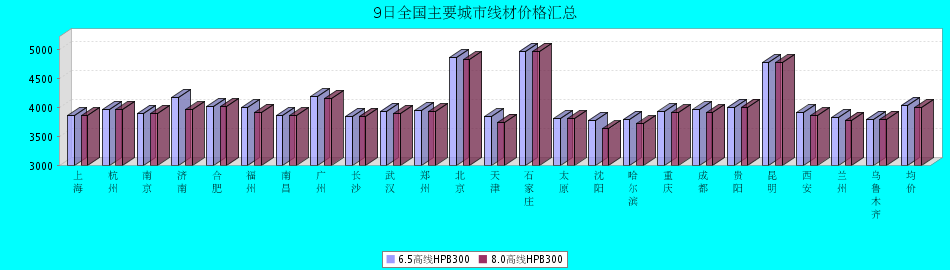 9日全国主要城市线材价格汇总
5000
4500
4000
3500
3000
上海
杭州
南京
济南
合肥
福州
南昌
广州
长沙
武汉
郑州
北京
天津
石家庄
太原
沈阳
哈尔滨
重庆
成都
贵阳
昆明
西安
兰州
乌鲁木齐
均价
6.5高线HPB300
8.0高线HPB300